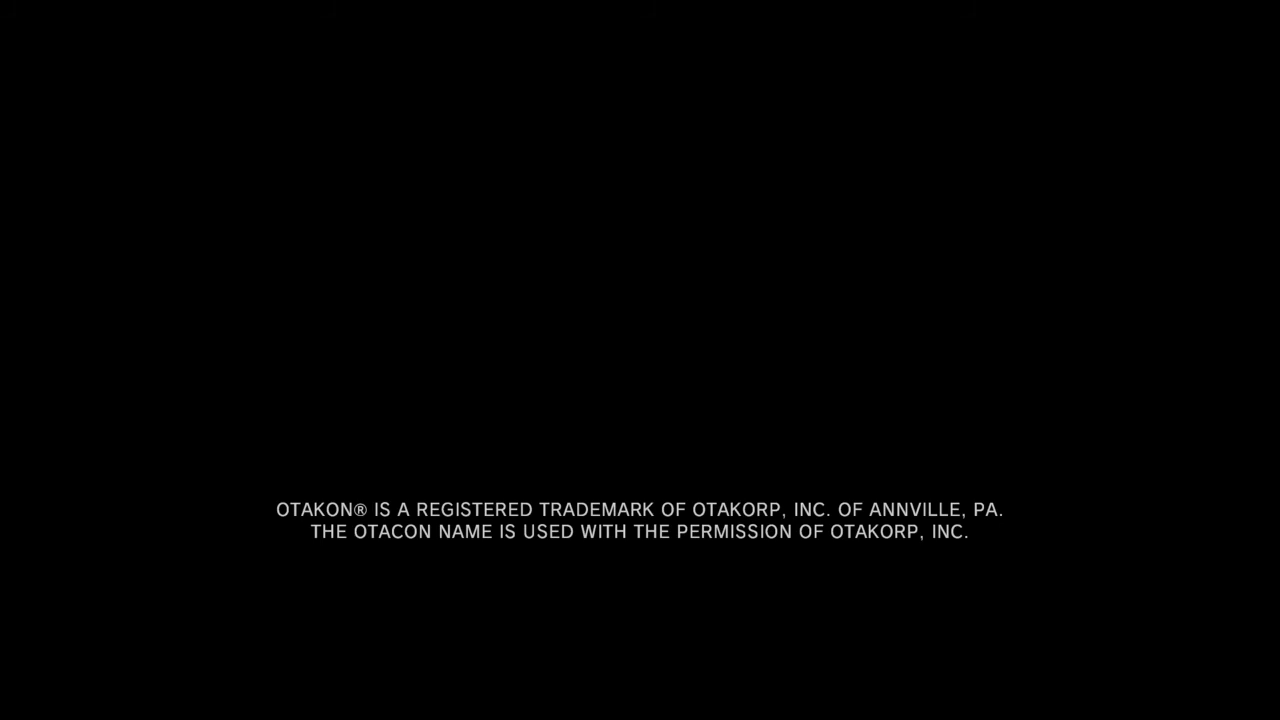 OTAKON® IS A REGISTERED TRADEMARK OF OTAKORP, INC. OF ANNVILLE, PA.
THE OTACON NAME IS USED WITH THE PERMISSION OF OTAKORP, INC.